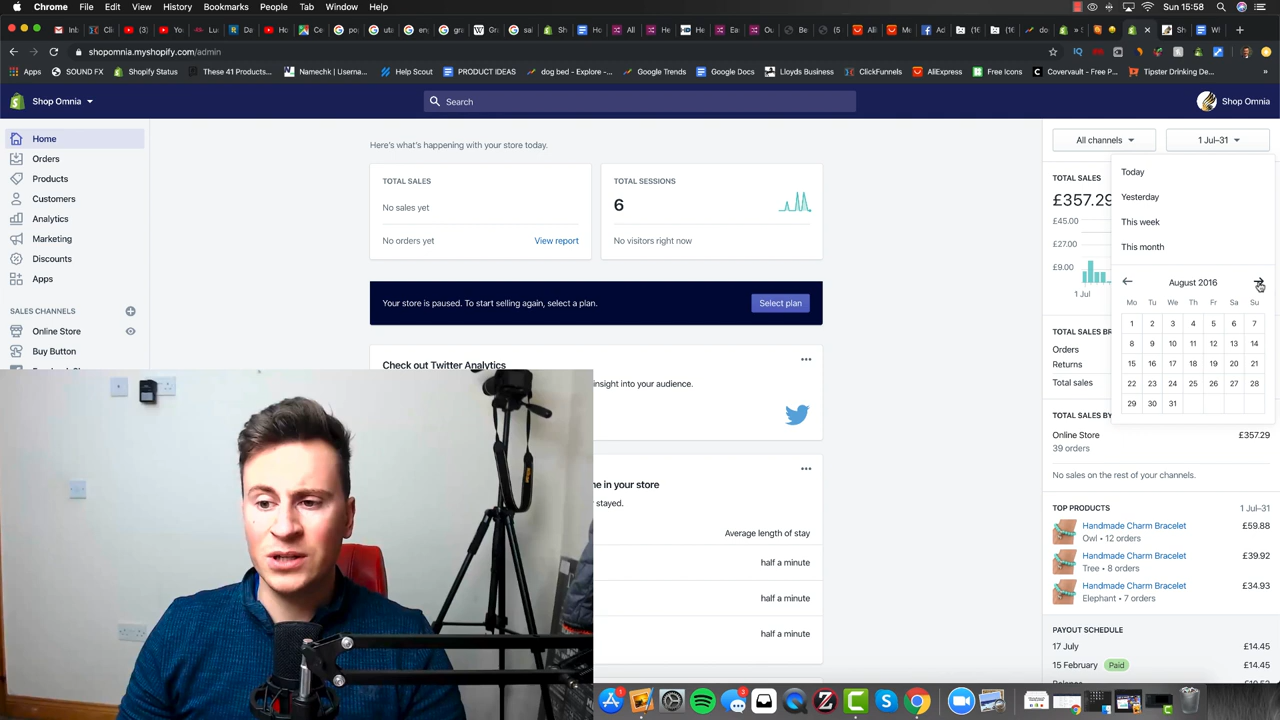 Chrome File Edit View History Bookmarks People Tab Window Help
Sun 15:58
shopomnia.myshopify.com/admin
Apps SOUND FX Shopify Status These 41 Products... Namechk | Userna... Help Scout PRODUCT IDEAS dog bed - Explore -... Google Trends Google Docs Lloyds Business ClickFunnels AliExpress Free Icons Covervault - Free P... Tipster Drinking De...
Shop Omnia
Search
Shop Omnia
Home
Orders
Products
Customers
Analytics
Marketing
Discounts
Apps
SALES CHANNELS
Online Store
Buy Button
Here's what's happening with your store today.
TOTAL SALES
No sales yet
No orders yet View report
TOTAL SESSIONS
6
No visitors right now
Your store is paused. To start selling again, select a plan.
Select plan
Check out Twitter Analytics
insight into your audience.
ne in your store
stayed.
Average length of stay
half a minute
half a minute
half a minute
All channels
1 Jul–31
TOTAL SALES
£357.29
£45.00
£27.00
£9.00
1 Jul
Today
Yesterday
This week
This month
August 2016
Mo Tu We Th Fr Sa Su
1 2 3 4 5 6 7
8 9 10 11 12 13 14
15 16 17 18 19 20 21
22 23 24 25 26 27 28
29 30 31
TOTAL SALES BR
Orders
Returns
Total sales
TOTAL SALES BY
Online Store £357.29
39 orders
No sales on the rest of your channels.
TOP PRODUCTS 1 Jul–31
Handmade Charm Bracelet £59.88
Owl • 12 orders
Handmade Charm Bracelet £39.92
Tree • 8 orders
Handmade Charm Bracelet £34.93
Elephant • 7 orders
PAYOUT SCHEDULE
17 July £14.45
15 February Paid £14.45